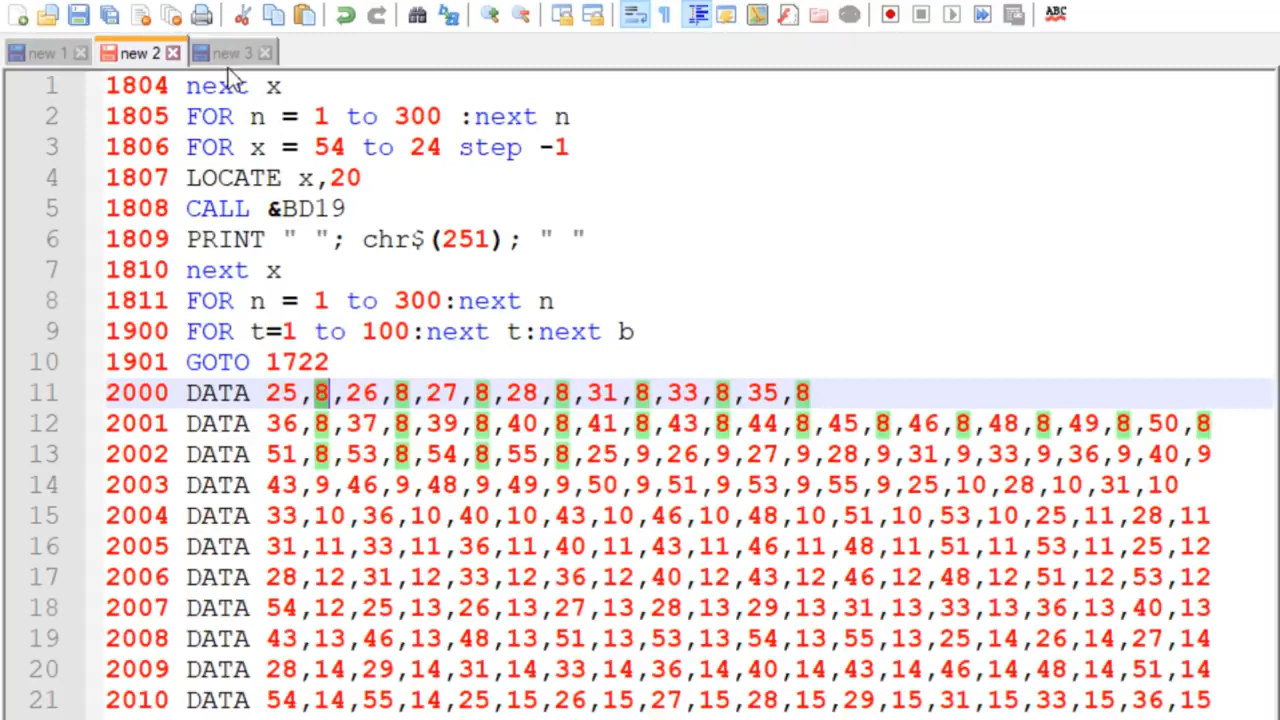 ABC
new 1 new 2 new 3
1 1804 next x
2 1805 FOR n = 1 to 300 :next n
3 1806 FOR x = 54 to 24 step -1
4 1807 LOCATE x,20
5 1808 CALL &BD19
6 1809 PRINT " "; chr$(251); " "
7 1810 next x
8 1811 FOR n = 1 to 300:next n
9 1900 FOR t=1 to 100:next t:next b
10 1901 GOTO 1722
11 2000 DATA 25,8,26,8,27,8,28,8,31,8,33,8,35,8
12 2001 DATA 36,8,37,8,39,8,40,8,41,8,43,8,44,8,45,8,46,8,48,8,49,8,50,8
13 2002 DATA 51,8,53,8,54,8,55,8,25,9,26,9,27,9,28,9,31,9,33,9,36,9,40,9
14 2003 DATA 43,9,46,9,48,9,49,9,50,9,51,9,53,9,55,9,25,10,28,10,31,10
15 2004 DATA 33,10,36,10,40,10,43,10,46,10,48,10,51,10,53,10,25,11,28,11
16 2005 DATA 31,11,33,11,36,11,40,11,43,11,46,11,48,11,51,11,53,11,25,12
17 2006 DATA 28,12,31,12,33,12,36,12,40,12,43,12,46,12,48,12,51,12,53,12
18 2007 DATA 54,12,25,13,26,13,27,13,28,13,29,13,31,13,33,13,36,13,40,13
19 2008 DATA 43,13,46,13,48,13,51,13,53,13,54,13,55,13,25,14,26,14,27,14
20 2009 DATA 28,14,29,14,31,14,33,14,36,14,40,14,43,14,46,14,48,14,51,14
21 2010 DATA 54,14,55,14,25,15,26,15,27,15,28,15,29,15,31,15,33,15,36,15